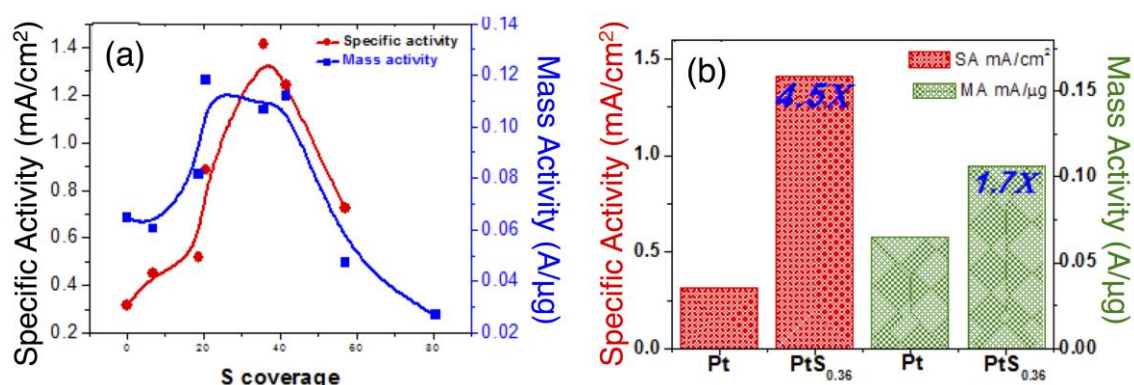 (a)
Specific activity
Mass activity
Specific Activity (mA/cm²)
1.4
1.2
1.0
0.8
0.6
0.4
0.2
0 20 40 60 80
S coverage
0.14
0.12
0.10
0.08
0.06
0.04
0.02
Mass Activity (A/µg)
(b)
SA mA/cm²
MA mA/µg
Specific Activity (mA/cm²)
1.5
1.0
0.5
0.0
4.5X
1.7X
Pt PtS0.36 Pt PtS0.36
0.15
0.10
0.05
0.00
Mass Activity (A/µg)